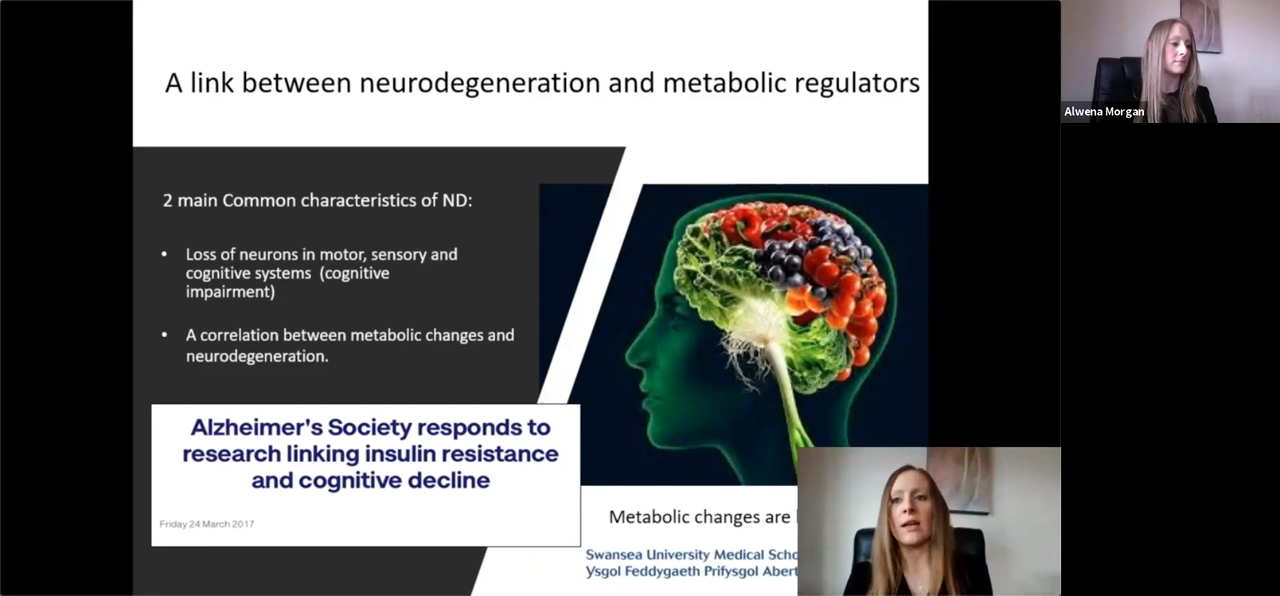 A link between neurodegeneration and metabolic regulators
2 main Common characteristics of ND:
• Loss of neurons in motor, sensory and
cognitive systems (cognitive
impairment)
• A correlation between metabolic changes and
neurodegeneration.
Alzheimer's Society responds to
research linking insulin resistance
and cognitive decline
Friday 24 March 2017
Metabolic changes are
Swansea University Medical
Ysgol Feddygaeth Prifysgol
Alwena Morgan